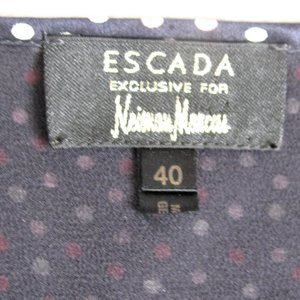 ESCADA
EXCLUSIVE FOR
Neiman Marcus
40